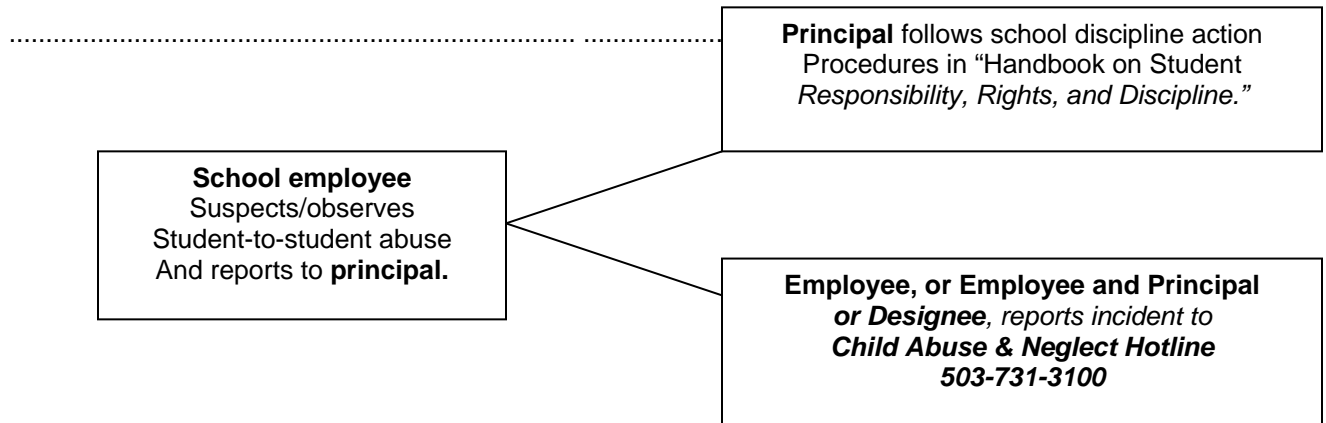 Principal follows school discipline action
Procedures in “Handbook on Student
Responsibility, Rights, and Discipline.”
School employee
Suspects/observes
Student-to-student abuse
And reports to principal.
Employee, or Employee and Principal
or Designee, reports incident to
Child Abuse & Neglect Hotline
503-731-3100